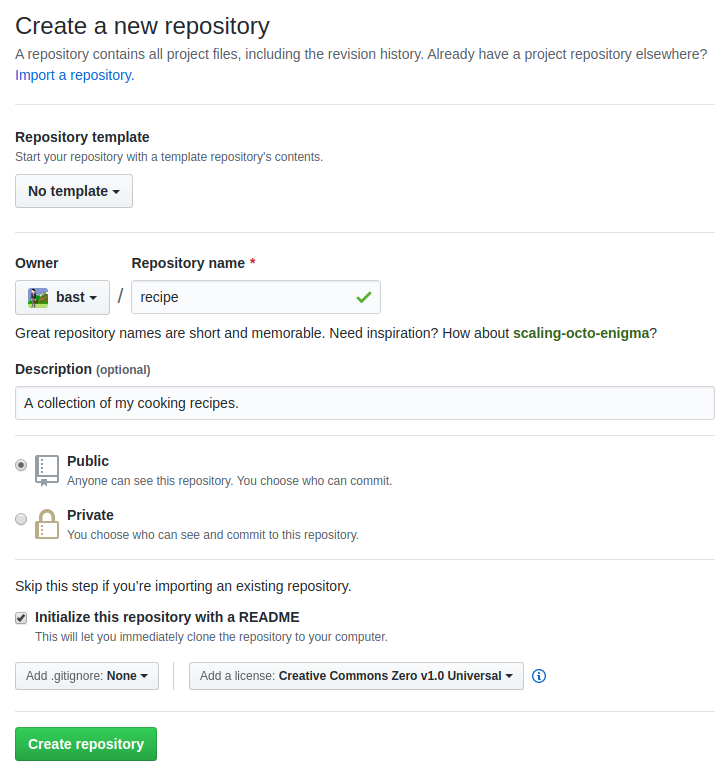 Create a new repository
A repository contains all project files, including the revision history. Already have a project repository elsewhere?
Import a repository.
Repository template
Start your repository with a template repository's contents.
No template
Owner
Repository name *
bast / recipe
Great repository names are short and memorable. Need inspiration? How about scaling-octo-enigma?
Description (optional)
A collection of my cooking recipes.
Public
Anyone can see this repository. You choose who can commit.
Private
You choose who can see and commit to this repository.
Skip this step if you’re importing an existing repository.
Initialize this repository with a README
This will let you immediately clone the repository to your computer.
Add .gitignore: None
Add a license: Creative Commons Zero v1.0 Universal
Create repository